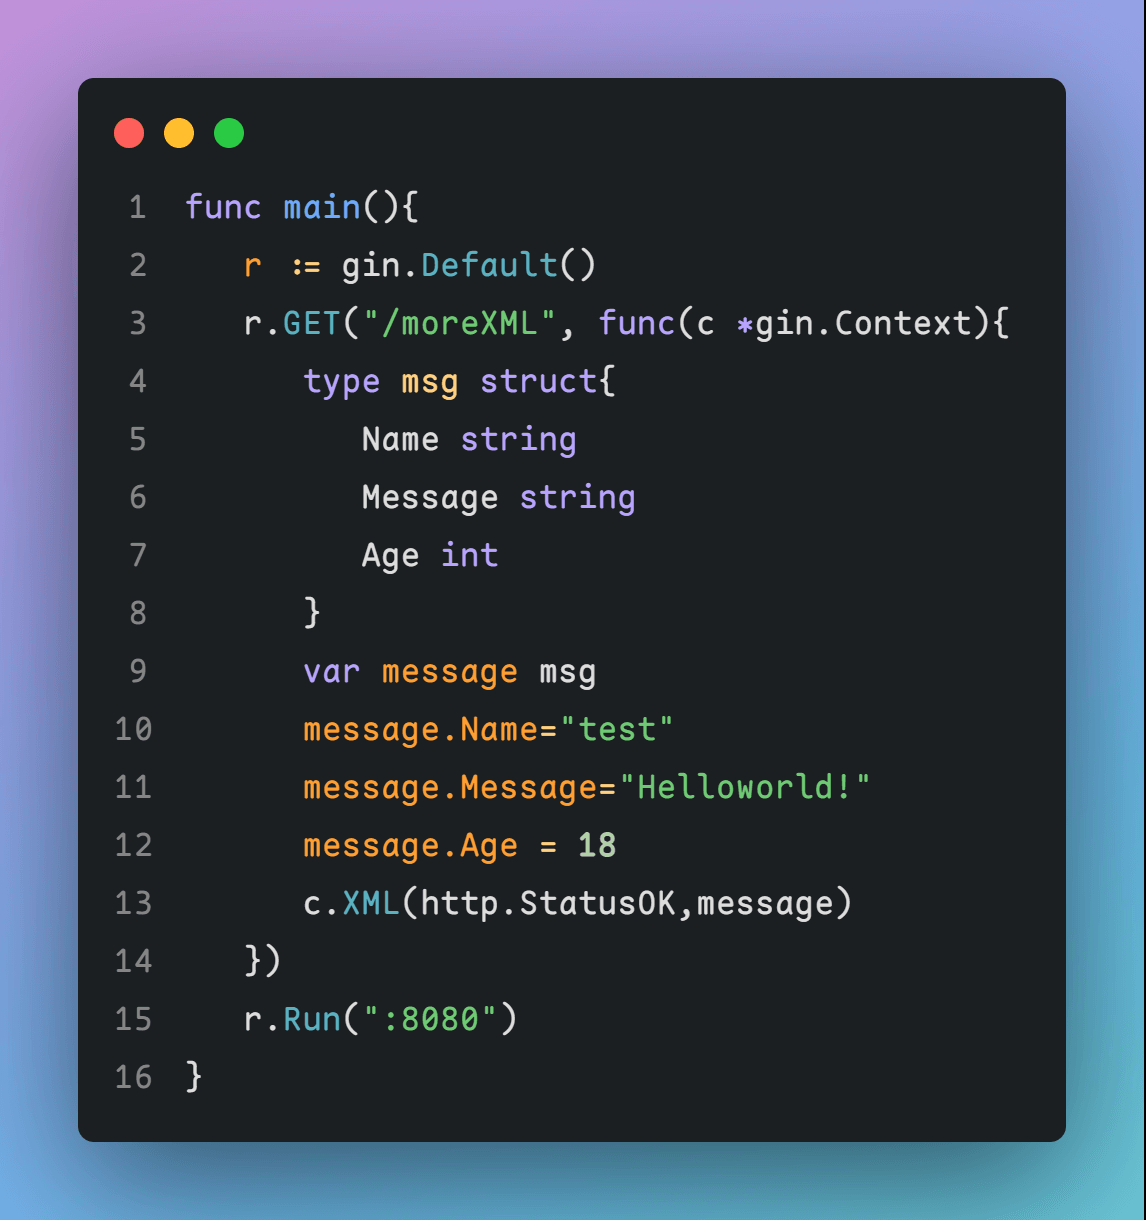 1 func main(){
2 r := gin.Default()
3 r.GET("/moreXML", func(c *gin.Context){
4 type msg struct{
5 Name string
6 Message string
7 Age int
8 }
9 var message msg
10 message.Name="test"
11 message.Message="Helloworld!"
12 message.Age = 18
13 c.XML(http.StatusOK,message)
14 })
15 r.Run(":8080")
16 }